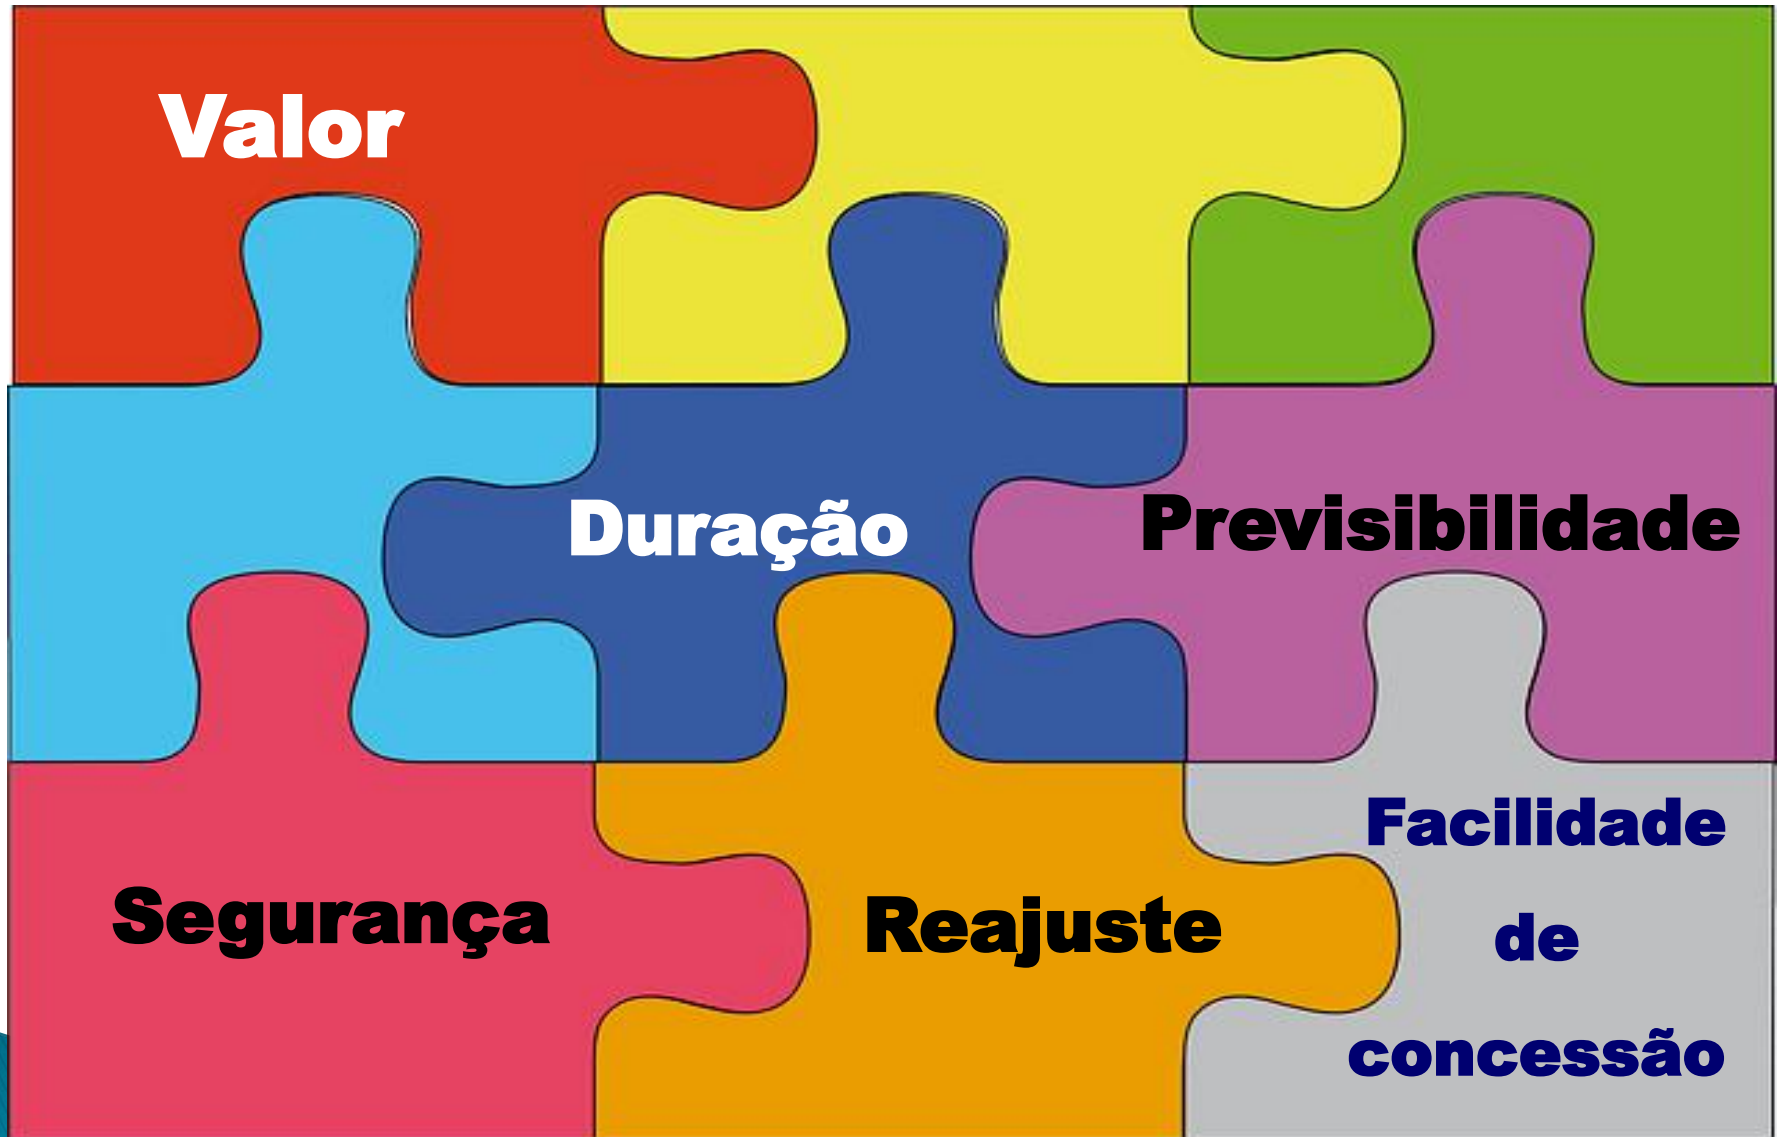 Valor
Duração
Previsibilidade
Segurança
Reajuste
Facilidade
de
concessão